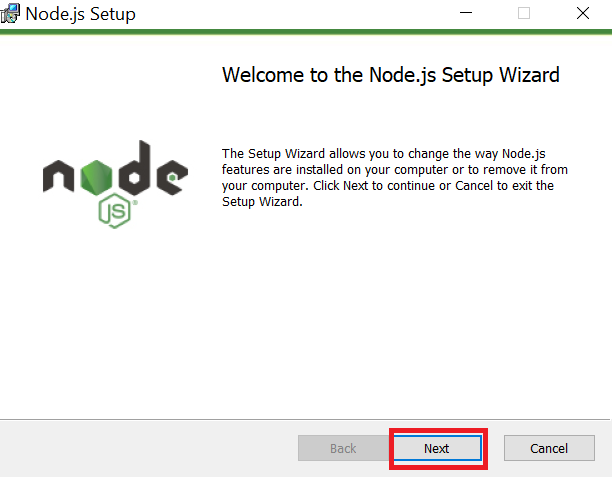 Node.js Setup
Welcome to the Node.js Setup Wizard
node
JS
The Setup Wizard allows you to change the way Node.js
features are installed on your computer or to remove it from
your computer. Click Next to continue or Cancel to exit the
Setup Wizard.
Back
Next
Cancel